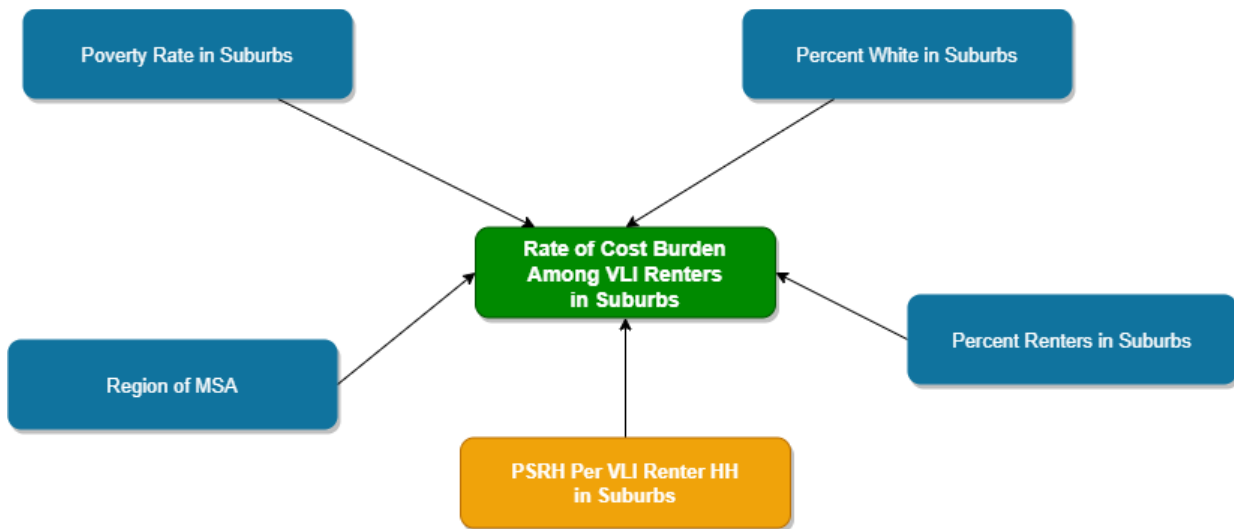 Poverty Rate in Suburbs
Percent White in Suburbs
Rate of Cost Burden
Among VLI Renters
in Suburbs
Percent Renters in Suburbs
Region of MSA
PSRH Per VLI Renter HH
in Suburbs